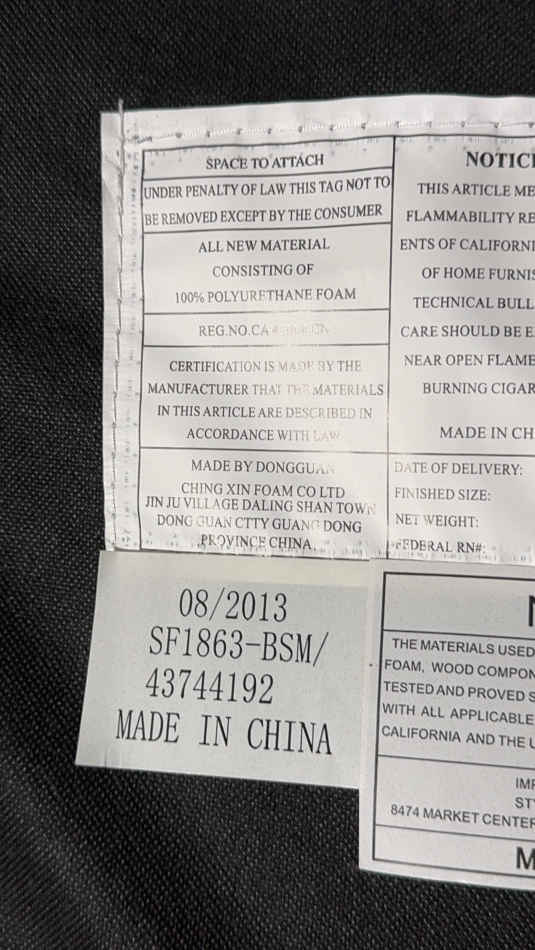 SPACE TO ATTACH
UNDER PENALTY OF LAW THIS TAG NOT TO
BE REMOVED EXCEPT BY THE CONSUMER
ALL NEW MATERIAL
CONSISTING OF
100% POLYURETHANE FOAM
REG.NO.CA
CERTIFICATION IS MADE BY THE
MANUFACTURER THAT THE MATERIALS
IN THIS ARTICLE ARE DESCRIBED IN
ACCORDANCE WITH LAW
MADE BY DONGGUAN
CHING XIN FOAM CO LTD
JIN JU VILLAGE DALING SHAN TOWN
DONG GUAN CTTY GUANG DONG
PROVINCE CHINA.
NOTIC
THIS ARTICLE ME
FLAMMABILITY RE
ENTS OF CALIFORNI
OF HOME FURNIS
TECHNICAL BULL
CARE SHOULD BE E
NEAR OPEN FLAME
BURNING CIGAR
MADE IN CH
DATE OF DELIVERY:
FINISHED SIZE:
NET WEIGHT:
FEDERAL RN#:
08/2013
SF1863-BSM/
43744192
MADE IN CHINA
THE MATERIALS USED
FOAM, WOOD COMPON
TESTED AND PROVED S
WITH ALL APPLICABLE
CALIFORNIA AND THE U
IMP
STY
8474 MARKET CENTER
M